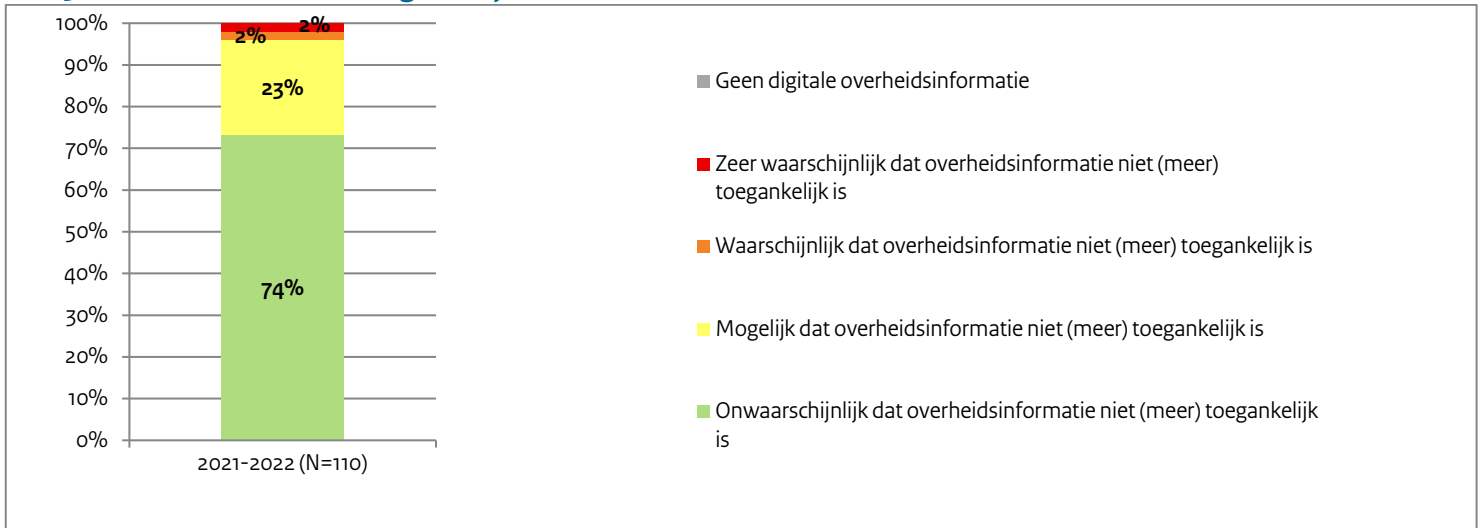 100%
90%
80%
70%
60%
50%
40%
30%
20%
10%
0%
2%
2%
23%
74%
2021-2022 (N=110)
Geen digitale overheidsinformatie
Zeer waarschijnlijk dat overheidsinformatie niet (meer)
toegankelijk is
Waarschijnlijk dat overheidsinformatie niet (meer) toegankelijk is
Mogelijk dat overheidsinformatie niet (meer) toegankelijk is
Onwaarschijnlijk dat overheidsinformatie niet (meer) toegankelijk
is